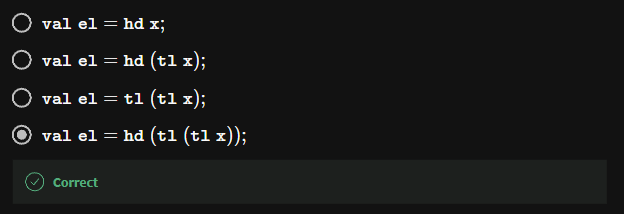 val el = hd x;
val el = hd (tl x);
val el = tl (tl x);
val el = hd (tl (tl x));
Correct